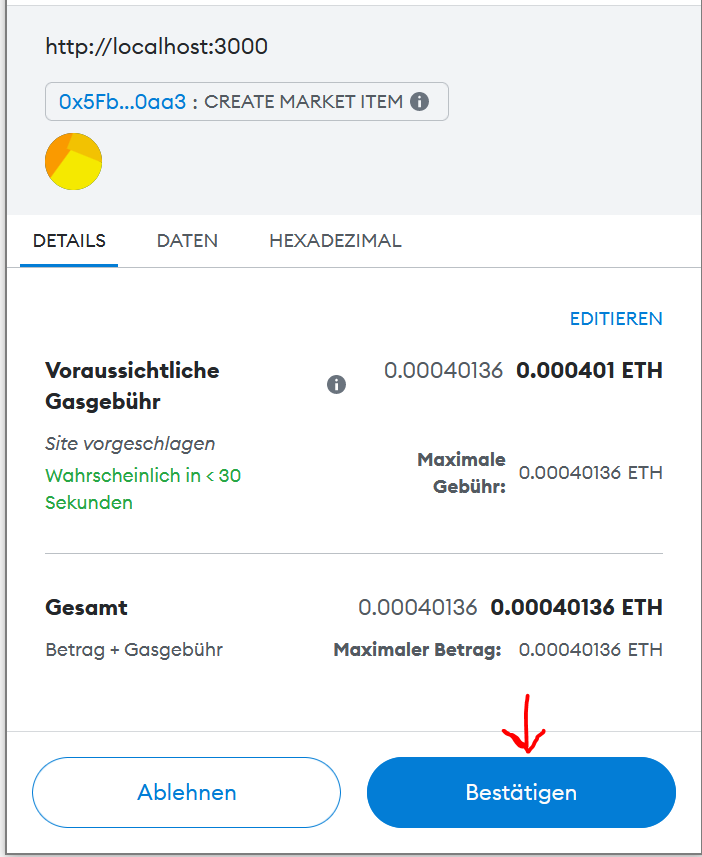 http://localhost:3000
0x5Fb...0aa3 : CREATE MARKET ITEM
DETAILS DATEN HEXADEZIMAL
EDITIEREN
Voraussichtliche Gasgebühr
0.00040136 0.000401 ETH
Site vorgeschlagen
Wahrscheinlich in < 30
Sekunden
Maximale
Gebühr:
0.00040136 ETH
Gesamt 0.00040136 0.00040136 ETH
Betrag + Gasgebühr Maximaler Betrag: 0.00040136 ETH
Ablehnen Bestätigen